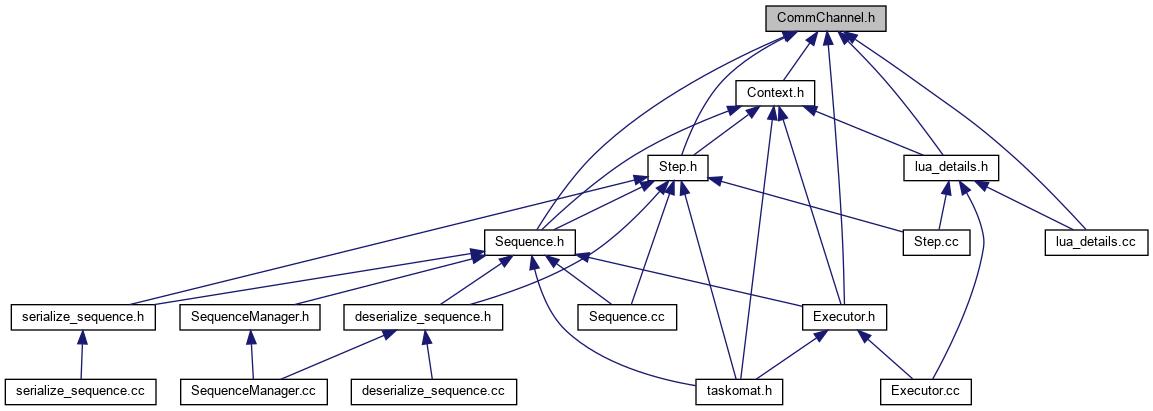 CommChannel.h
Context.h
Step.h
lua_details.h
Sequence.h
Step.cc
lua_details.cc
serialize_sequence.h
SequenceManager.h
deserialize_sequence.h
Sequence.cc
Executor.h
serialize_sequence.cc
SequenceManager.cc
deserialize_sequence.cc
taskomat.h
Executor.cc